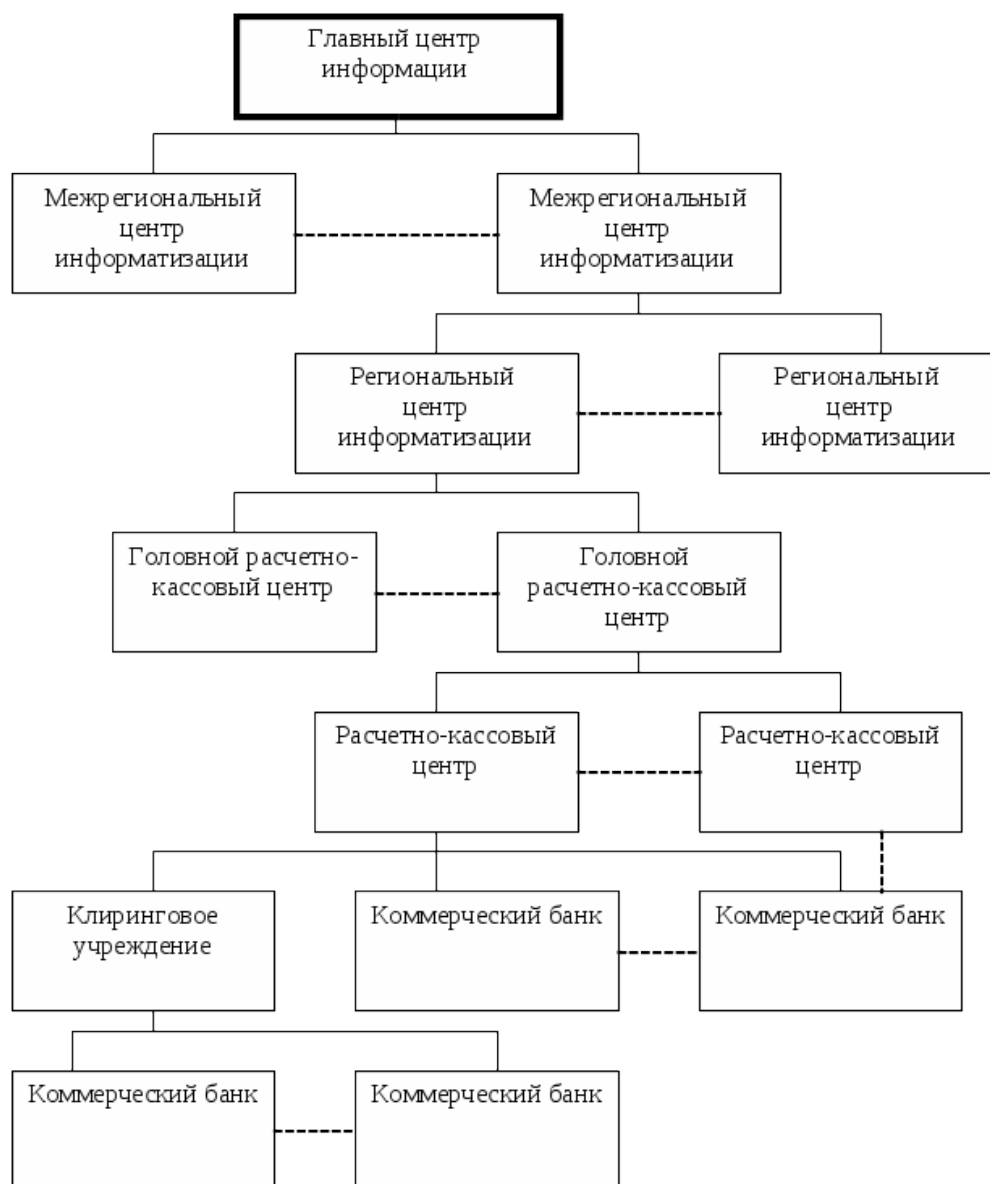 Главный центр
информации
Межрегиональный
центр
информатизации
Межрегиональный
центр
информатизации
Региональный
центр
информатизации
Региональный
центр
информатизации
Головной расчетно-
кассовый центр
Головной
расчетно-кассовый
центр
Расчетно-кассовый
центр
Расчетно-кассовый
центр
Клиринговое
учреждение
Коммерческий банк
Коммерческий банк
Коммерческий банк
Коммерческий банк